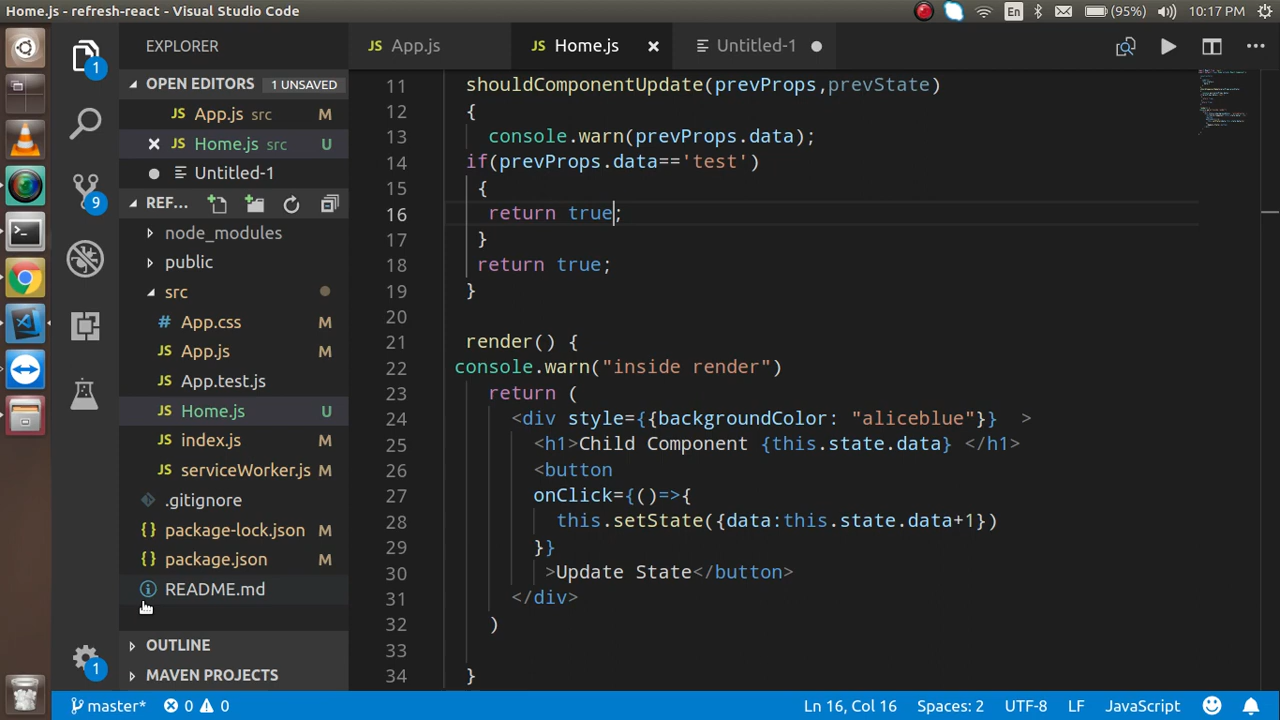 Home.js - refresh-react - Visual Studio Code
En
(95%)
10:17 PM
EXPLORER
1
OPEN EDITORS
1 UNSAVED
JS App.js src M
JS Home.js src U
Untitled-1
9
REF...
node_modules
public
src
# App.css M
JS App.js M
JS App.test.js
JS Home.js U
JS index.js M
JS serviceWorker.js M
.gitignore
{} package-lock.json M
{} package.json M
README.md
OUTLINE
MAVEN PROJECTS
1
JS App.js
JS Home.js
Untitled-1
11 shouldComponentUpdate(prevProps,prevState)
12 {
13 console.warn(prevProps.data);
14 if(prevProps.data=='test')
15 {
16 return true;
17 }
18 return true;
19 }
20
21 render() {
22 console.warn("inside render")
23 return (
24 <div style={{backgroundColor: "aliceblue"}} >
25 <h1>Child Component {this.state.data} </h1>
26 <button
27 onClick={()=>{
28 this.setState({data:this.state.data+1})
29 }}
30 >Update State</button>
31 </div>
32 )
33
34 }
master*
0
0
Ln 16, Col 16
Spaces: 2
UTF-8
LF
JavaScript